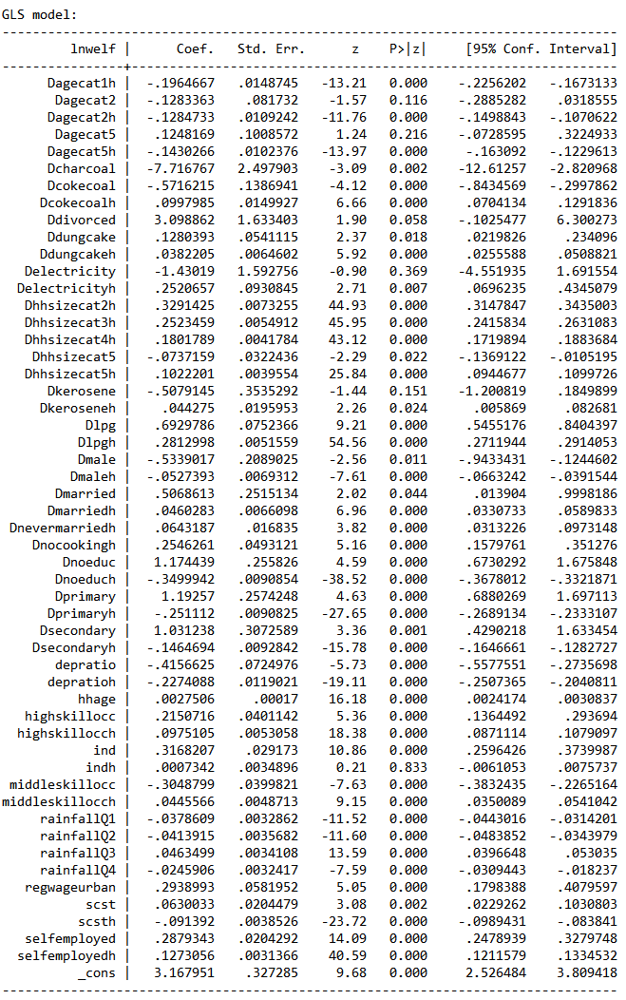 GLS model:
------------------------------------------------------------------------------
lnwelf | Coef. Std. Err. z P>|z| [95% Conf. Interval]
-------------+----------------------------------------------------------------
Dagecat1h | -.1964667 .0148745 -13.21 0.000 -.2256202 -.1673133
Dagecat2 | -.1283363 .081732 -1.57 0.116 -.2885282 .0318555
Dagecat2h | -.1284733 .0109242 -11.76 0.000 -.1498843 -.1070622
Dagecat5 | .1248169 .1008572 1.24 0.216 -.0728595 .3224933
Dagecat5h | -.1430266 .0102376 -13.97 0.000 -.163092 -.1229613
Dcharcoal | -7.716767 2.497903 -3.09 0.002 -12.61257 -2.820968
Dcokecoal | -.5716215 .1386941 -4.12 0.000 -.8434569 -.2997862
Dcokecoalh | .0997985 .0149927 6.66 0.000 .0704134 .1291836
Ddivorced | 3.098862 1.633403 1.90 0.058 -.1025477 6.300273
Ddungcake | .1280393 .0541115 2.37 0.018 .0219826 .234096
Ddungcakeh | .0382205 .0064602 5.92 0.000 .0255588 .0508821
Delectricity | -1.43019 1.592756 -0.90 0.369 -4.551935 1.691554
Delectricityh | .2520657 .0930845 2.71 0.007 .0696235 .4345079
Dhhsizecat2h | .3291425 .0073255 44.93 0.000 .3147847 .3435003
Dhhsizecat3h | .2523459 .0054912 45.95 0.000 .2415834 .2631083
Dhhsizecat4h | .1801789 .0041784 43.12 0.000 .1719894 .1883684
Dhhsizecat5 | -.0737159 .0322436 -2.29 0.022 -.1369122 -.0105195
Dhhsizecat5h | .1022201 .0039554 25.84 0.000 .0944677 .1099726
Dkerosene | -.5079145 .3535292 -1.44 0.151 -1.200819 .1849899
Dkeroseneh | .044275 .0195953 2.26 0.024 .005869 .082681
Dlpg | .6929786 .0752366 9.21 0.000 .5455176 .8404397
Dlpgh | .2812998 .0051559 54.56 0.000 .2711944 .2914053
Dmale | -.5339017 .2089025 -2.56 0.011 -.9433431 -.1244602
Dmaleh | -.0527393 .0069312 -7.61 0.000 -.0663242 -.0391544
Dmarried | .5068613 .2515134 2.02 0.044 .013904 .9998186
Dmarriedh | .0460283 .0066098 6.96 0.000 .0330733 .0589833
Dnevermarriedh | .0643187 .016835 3.82 0.000 .0313226 .0973148
Dnocookingh | .2546261 .0493121 5.16 0.000 .1579761 .351276
Dnoeduc | 1.174439 .255826 4.59 0.000 .6730292 1.675848
Dnoeduch | -.3499942 .0090854 -38.52 0.000 -.3678012 -.3321871
Dprimary | 1.19257 .2574248 4.63 0.000 .6880269 1.697113
Dprimaryh | -.251112 .0090825 -27.65 0.000 -.2689134 -.2333107
Dsecondary | 1.031238 .3072589 3.36 0.001 .4290218 1.633454
Dsecondaryh | -.1464694 .0092842 -15.78 0.000 -.1646661 -.1282727
depratio | -.4156625 .0724976 -5.73 0.000 -.5577551 -.2735698
depratioh | -.2274088 .0119021 -19.11 0.000 -.2507365 -.2040811
hhage | .0027506 .00017 16.18 0.000 .0024174 .0030837
highskillocc | .2150716 .0401142 5.36 0.000 .1364492 .293694
highskillocch | .0975105 .0053058 18.38 0.000 .0871114 .1079097
ind | .3168207 .029173 10.86 0.000 .2596426 .3739987
indh | .0007342 .0034896 0.21 0.833 -.0061053 .0075737
middleskillocc | -.3048799 .0399821 -7.63 0.000 -.3832435 -.2265164
middleskillocch | .0445566 .0048713 9.15 0.000 .0350089 .0541042
rainfallQ1 | -.0378609 .0032862 -11.52 0.000 -.0443016 -.0314201
rainfallQ2 | -.0413915 .0035682 -11.60 0.000 -.0483852 -.0343979
rainfallQ3 | .0463499 .0034108 13.59 0.000 .0396648 .053035
rainfallQ4 | -.0245906 .0032417 -7.59 0.000 -.0309443 -.018237
regwageurban | .2938993 .0581952 5.05 0.000 .1798388 .4079597
scst | .0630033 .0204479 3.08 0.002 .0229262 .1030803
scsth | -.091392 .0038526 -23.72 0.000 -.0989431 -.083841
selfemployed | .2879343 .0204292 14.09 0.000 .2478939 .3279748
selfemployedh | .1273056 .0031366 40.59 0.000 .1211579 .1334532
_cons | 3.167951 .327285 9.68 0.000 2.526484 3.809418
------------------------------------------------------------------------------